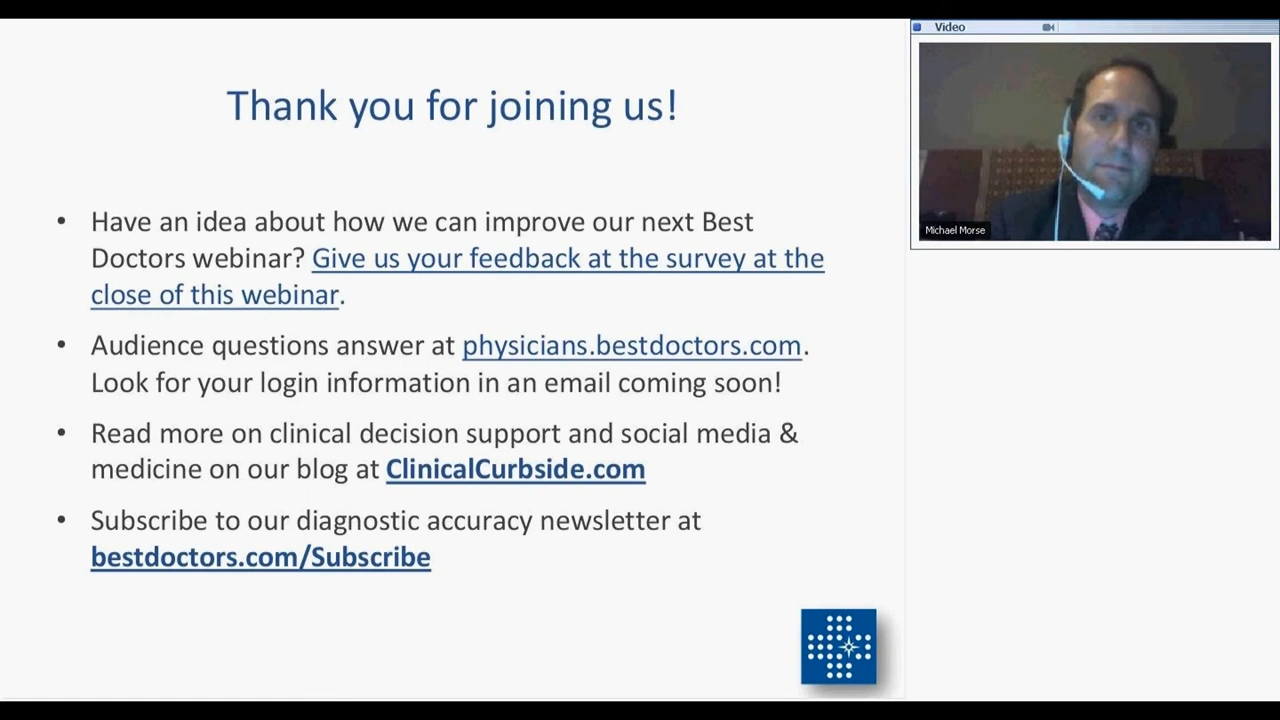 Thank you for joining us!
• Have an idea about how we can improve our next Best
Doctors webinar? Give us your feedback at the survey at the
close of this webinar.
• Audience questions answer at physicians.bestdoctors.com.
Look for your login information in an email coming soon!
• Read more on clinical decision support and social media &
medicine on our blog at ClinicalCurbside.com
• Subscribe to our diagnostic accuracy newsletter at
bestdoctors.com/Subscribe
Video
Michael Morse